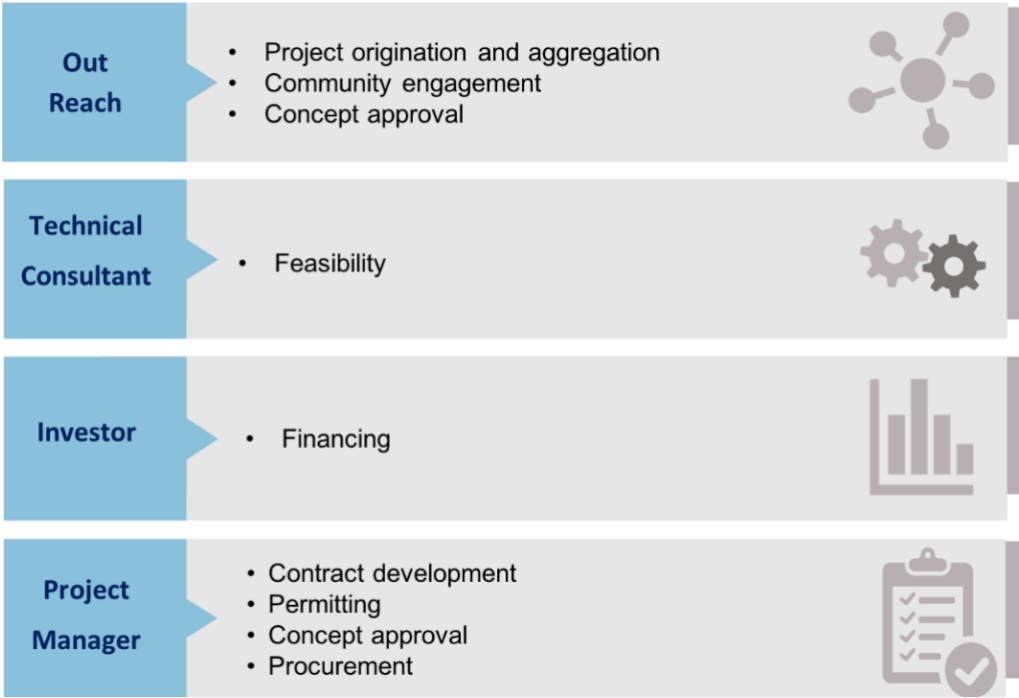 Out
Reach
• Project origination and aggregation
• Community engagement
• Concept approval
Technical
Consultant
• Feasibility
Investor
• Financing
Project
Manager
• Contract development
• Permitting
• Concept approval
• Procurement